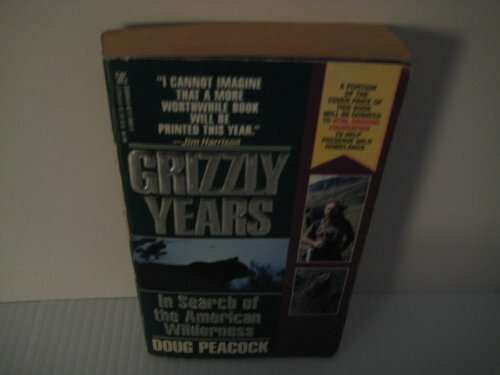 "I CANNOT IMAGINE
THAT A MORE
WORTHWHILE BOOK
WILL BE
PRINTED THIS YEAR."
—Jim Harrison
GRIZZLY
YEARS
In Search of
the American
Wilderness
DOUG PEACOCK
A PORTION
OF THE
COVER PRICE OF
THIS BOOK
WILL BE DONATED
TO
FOUNDATION
TO HELP
PRESERVE WILD